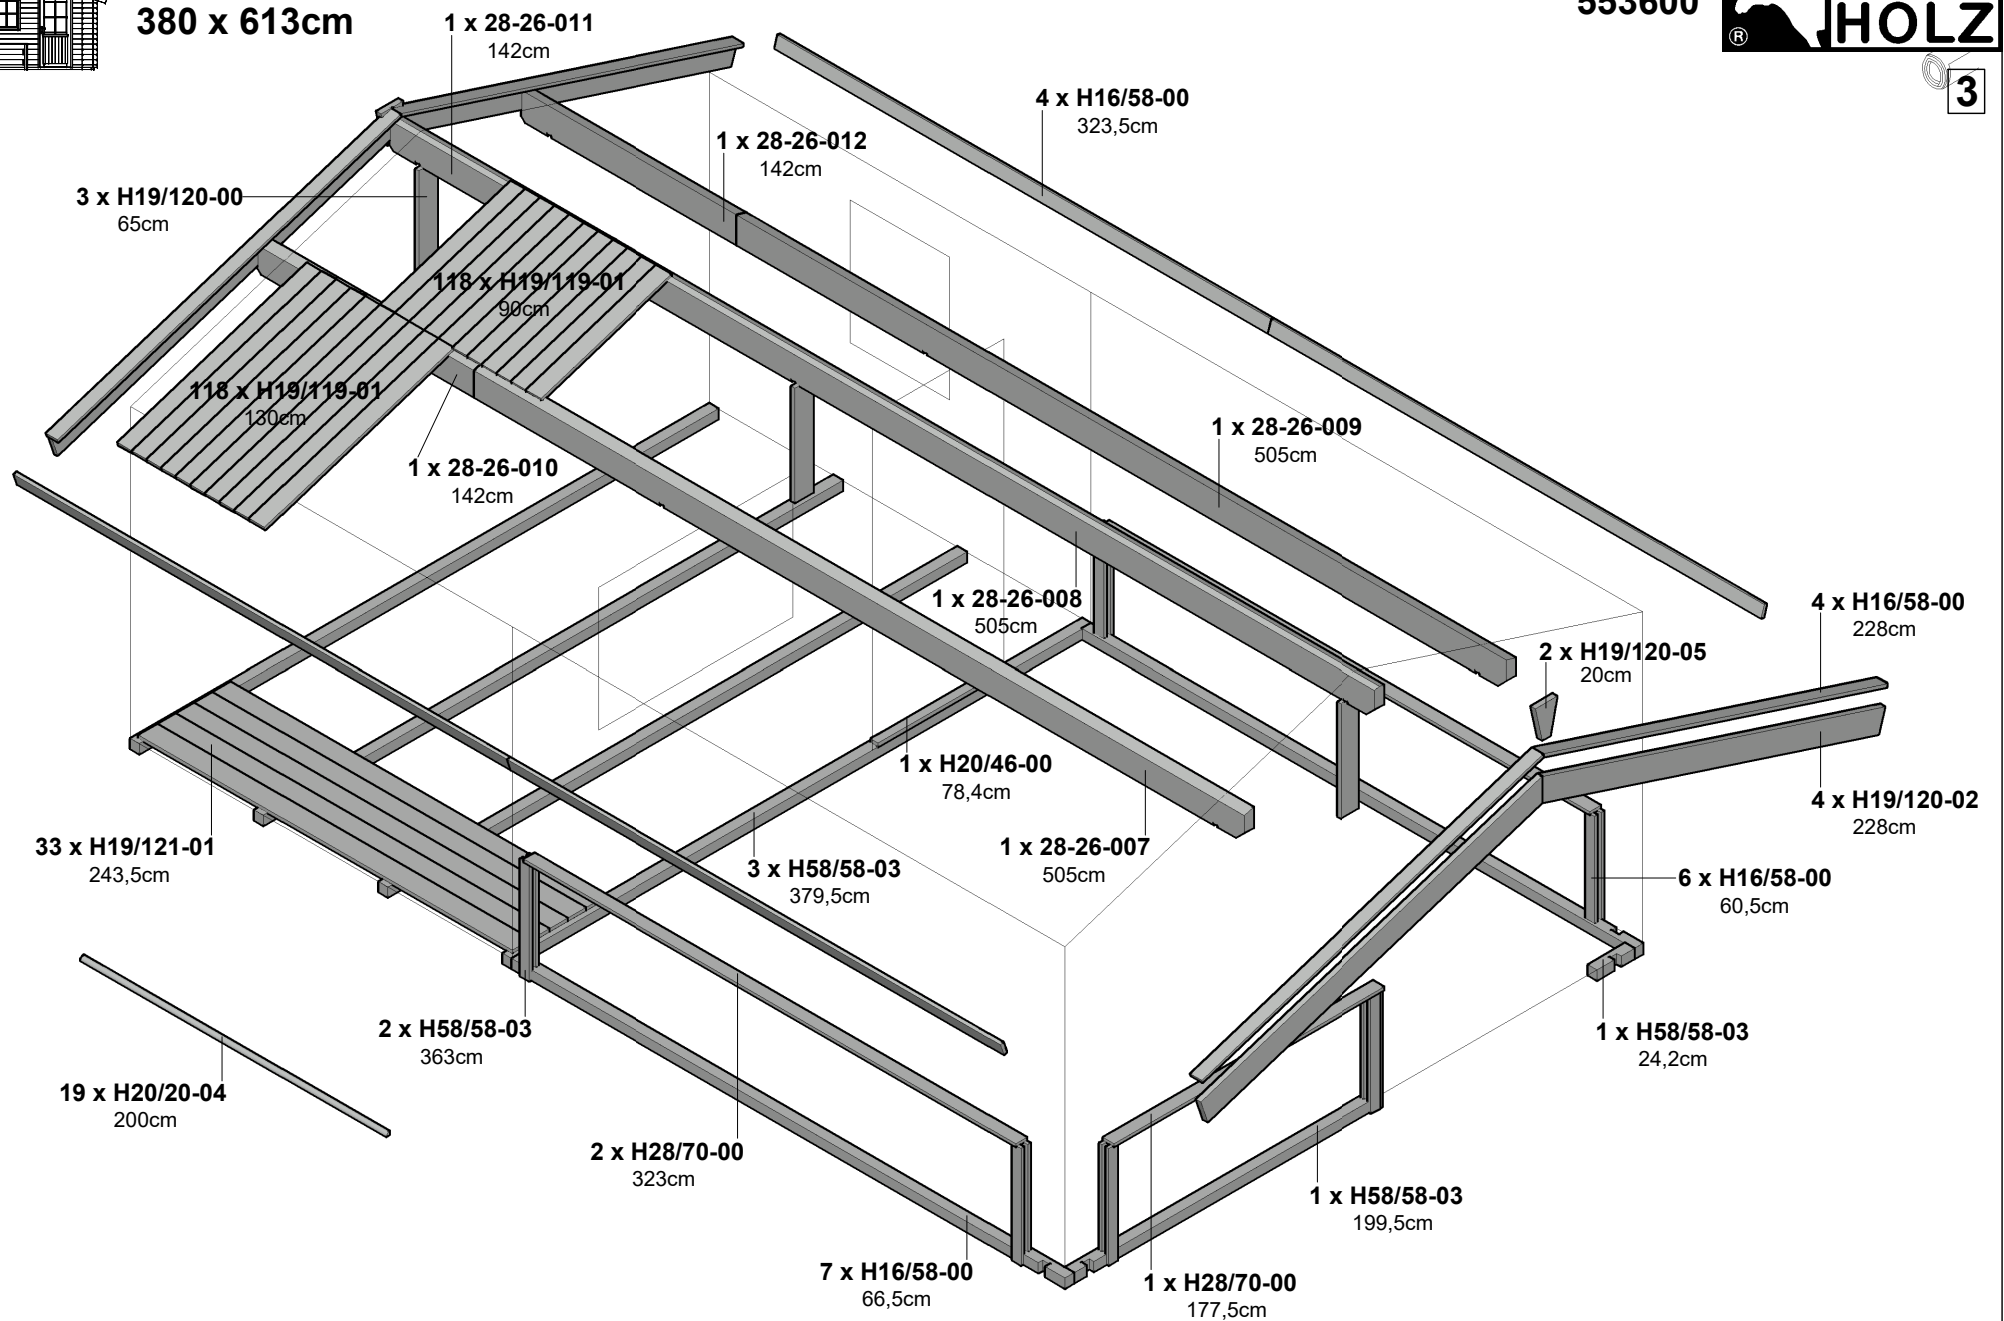 380 x 613cm
553600
HOLZ
®
3
1 x 28-26-011
142cm
4 x H16/58-00
323,5cm
1 x 28-26-012
142cm
3 x H19/120-00
65cm
118 x H19/119-01
90cm
118 x H19/119-01
130cm
1 x 28-26-009
505cm
1 x 28-26-010
142cm
1 x 28-26-008
505cm
4 x H16/58-00
228cm
2 x H19/120-05
20cm
1 x H20/46-00
78,4cm
4 x H19/120-02
228cm
33 x H19/121-01
243,5cm
1 x 28-26-007
505cm
3 x H58/58-03
379,5cm
6 x H16/58-00
60,5cm
2 x H58/58-03
363cm
1 x H58/58-03
24,2cm
19 x H20/20-04
200cm
2 x H28/70-00
323cm
1 x H58/58-03
199,5cm
7 x H16/58-00
66,5cm
1 x H28/70-00
177,5cm